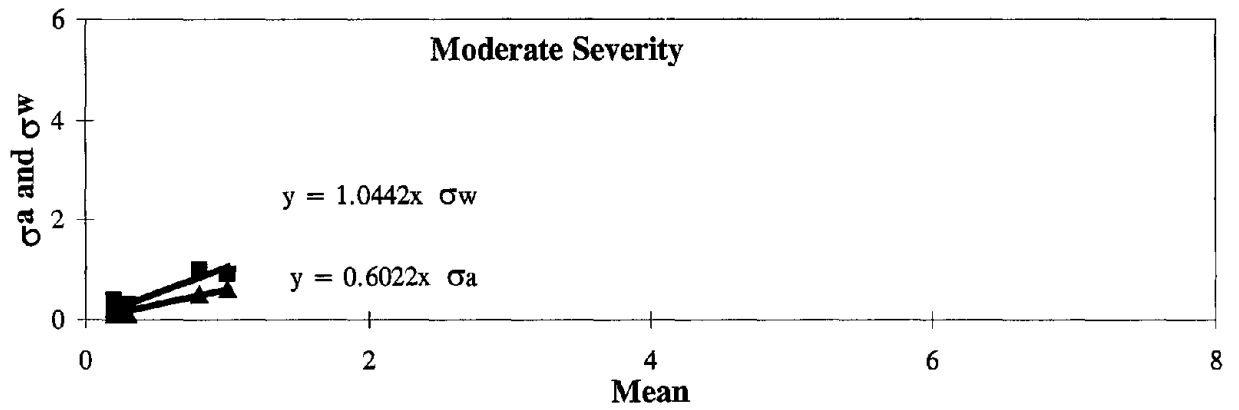 Moderate Severity
6
4
2
0
σa and σw
y = 1.0442x σw
y = 0.6022x σa
0 2 4 6 8
Mean